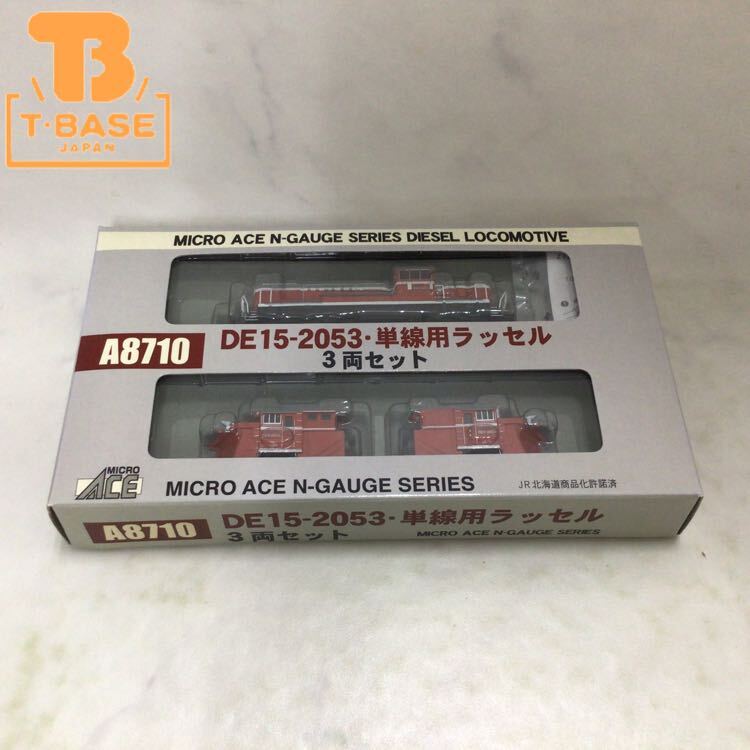 T·BASE
JAPAN
MICRO ACE N-GAUGE SERIES DIESEL LOCOMOTIVE
A8710
DE15-2053·単線用ラッセル
3両セット
MICRO
ACE
MICRO ACE N-GAUGE SERIES
JR北海道商品化許諾済
A8710
DE15-2053·単線用ラッセル
3両セット
MICRO ACE N-GAUGE SERIES